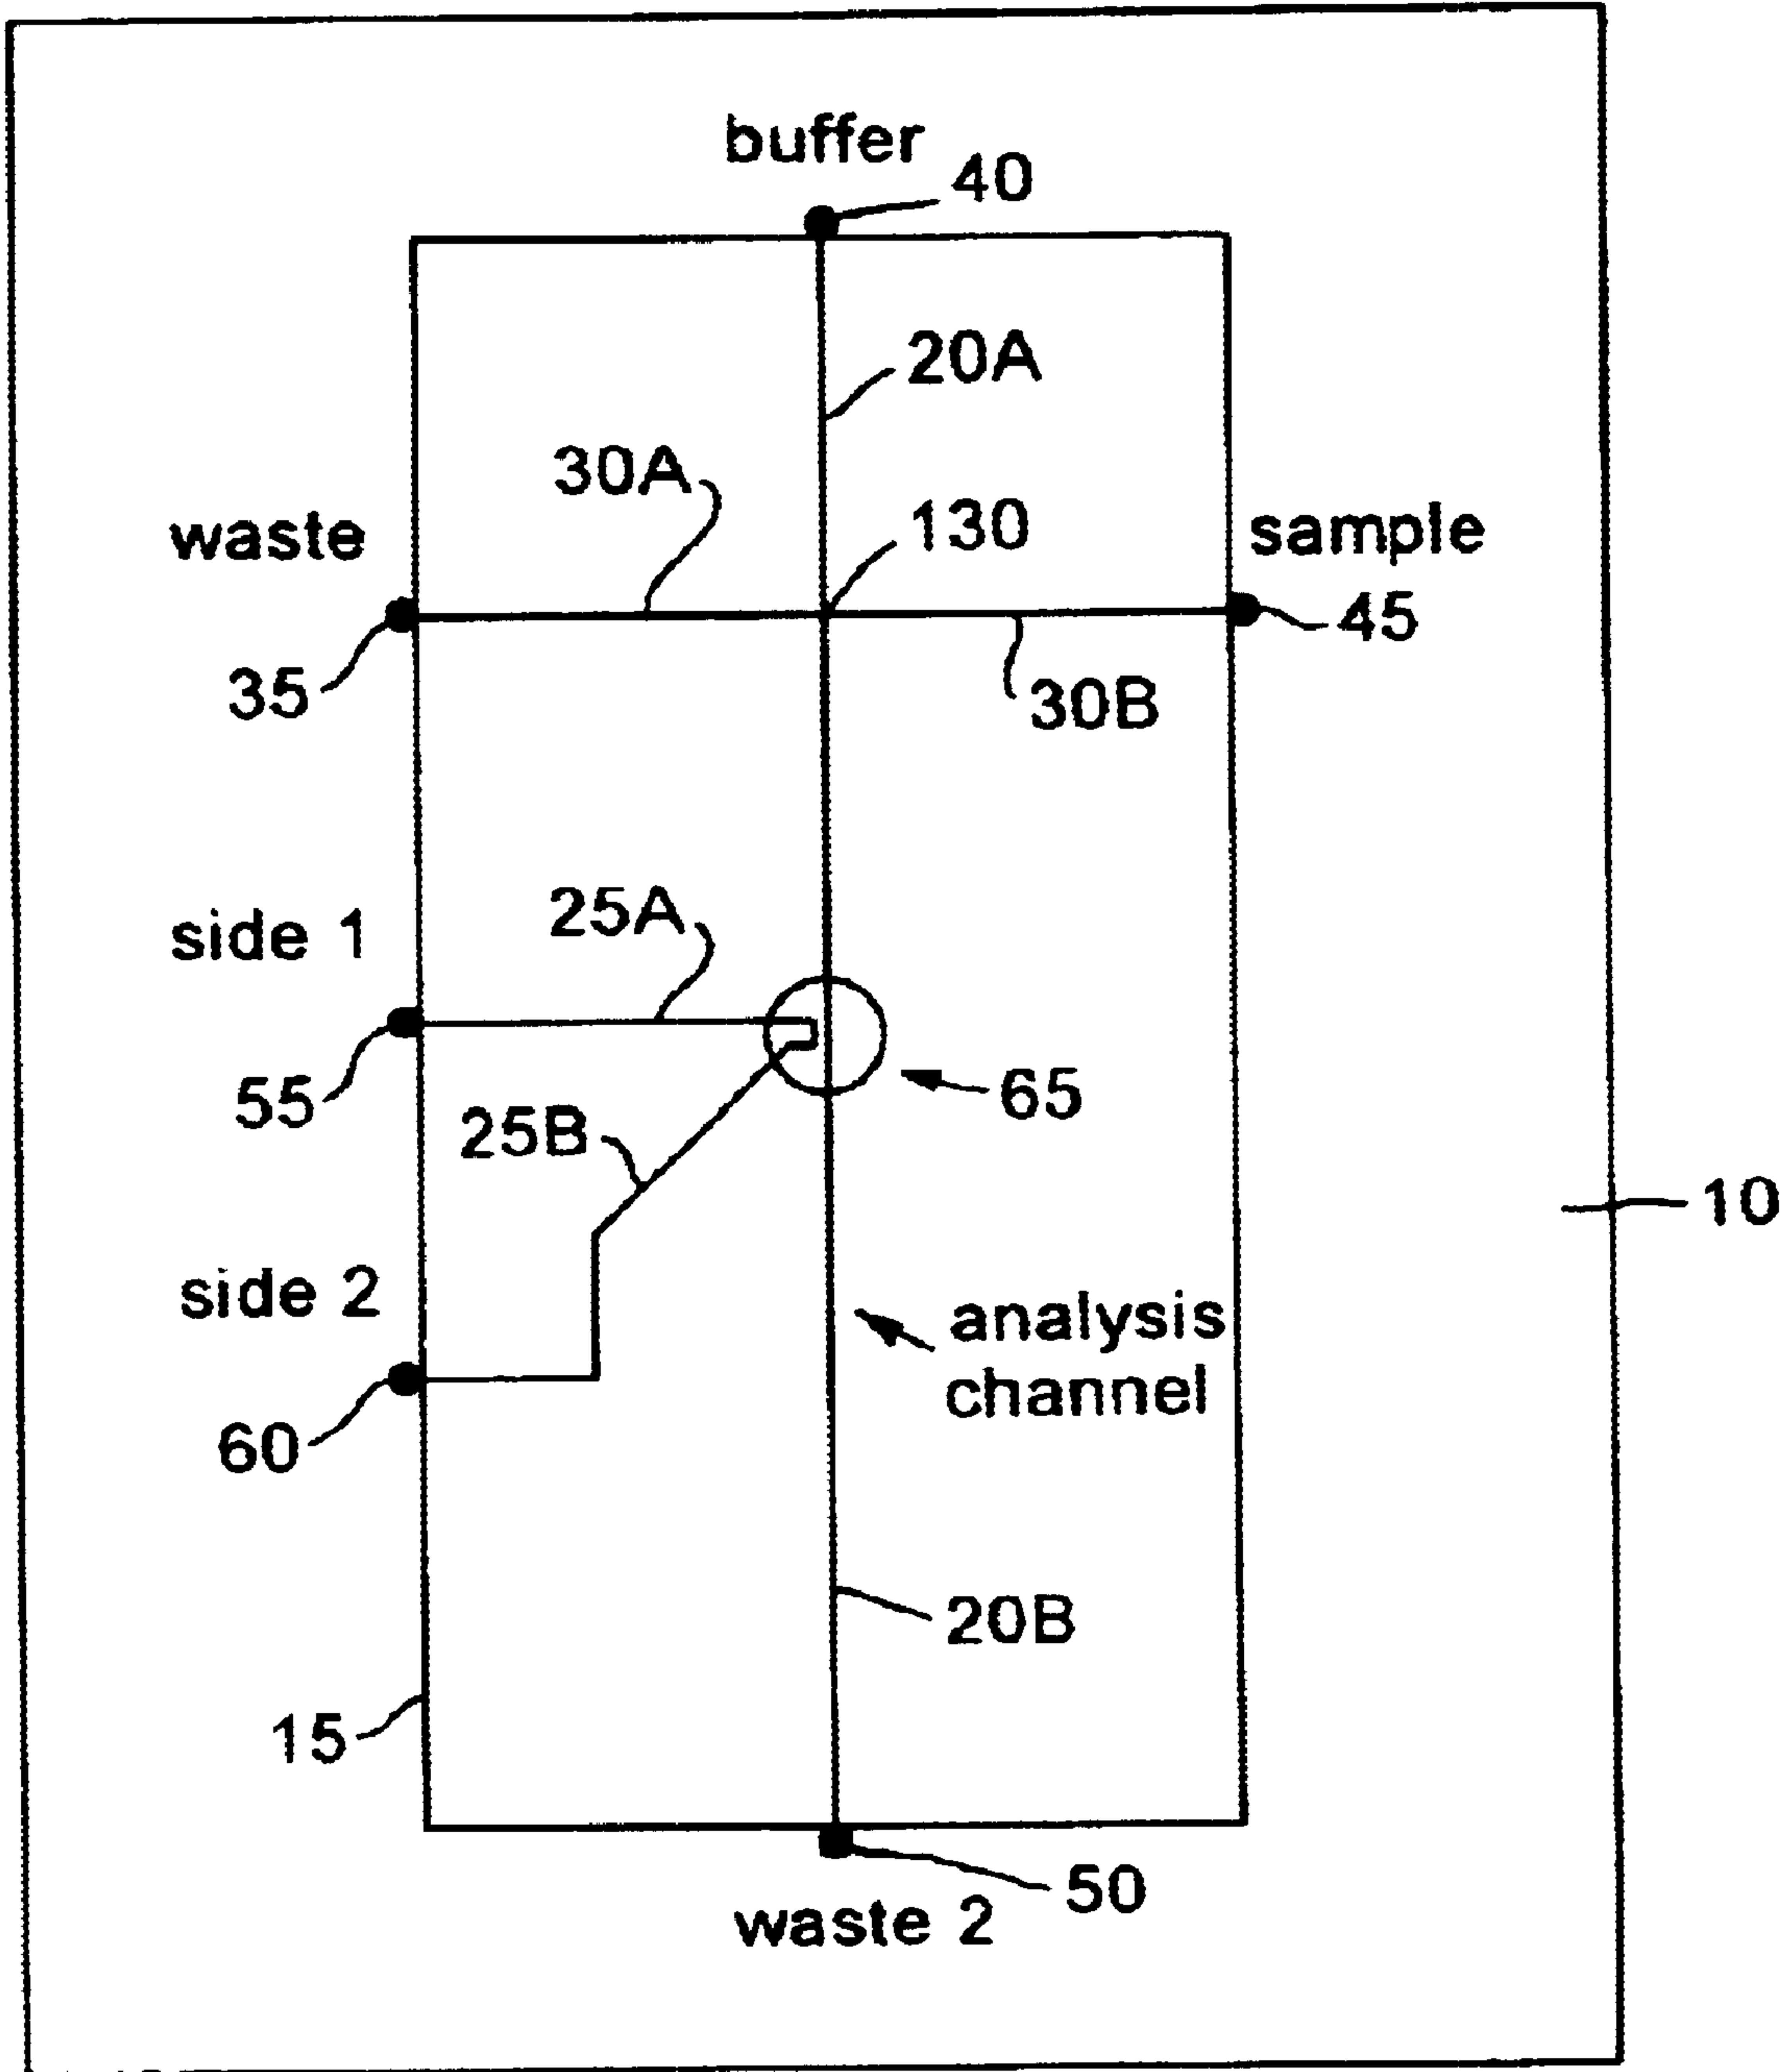 buffer
40
20A
30A
130
waste
sample
45
35
30B
25A
side 1
55
65
25B
10
side 2
analysis
channel
60
20B
15
50
waste 2